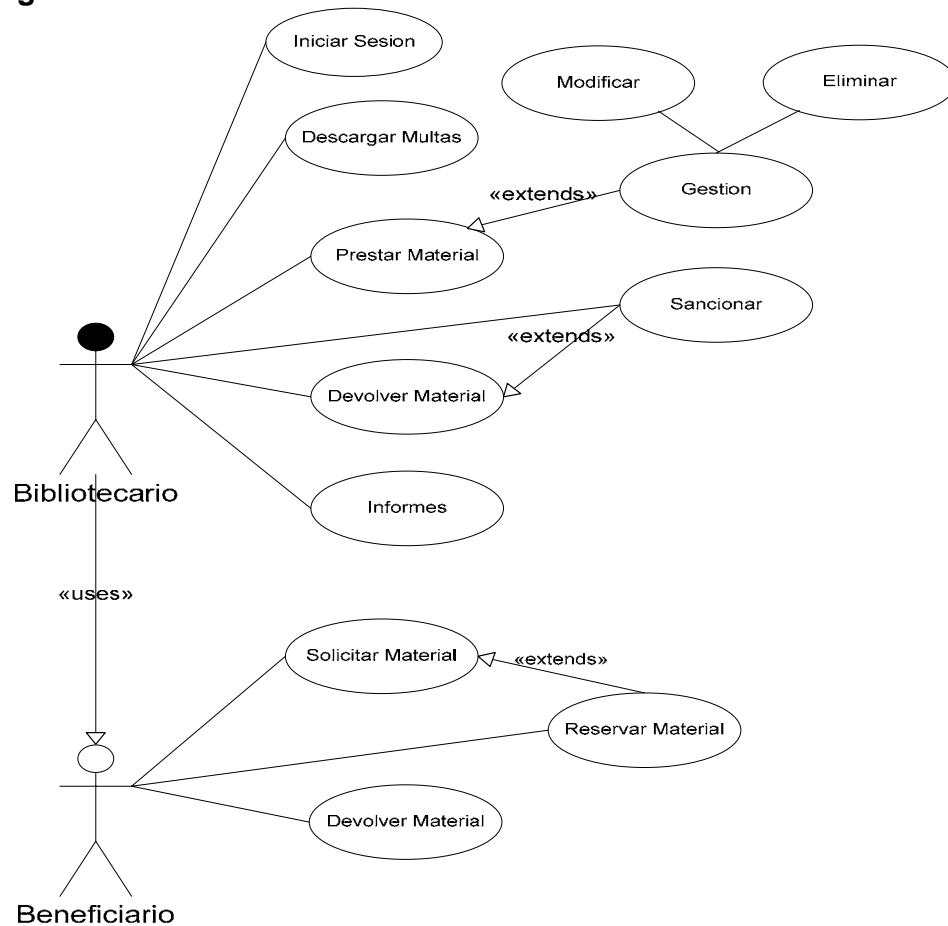 g
Iniciar Sesion
Modificar
Eliminar
Descargar Multas
«extends»
Gestion
Prestar Material
Sancionar
«extends»
Devolver Material
Bibliotecario
Informes
«uses»
Solicitar Material
«extends»
Reservar Material
Devolver Material
Beneficiario